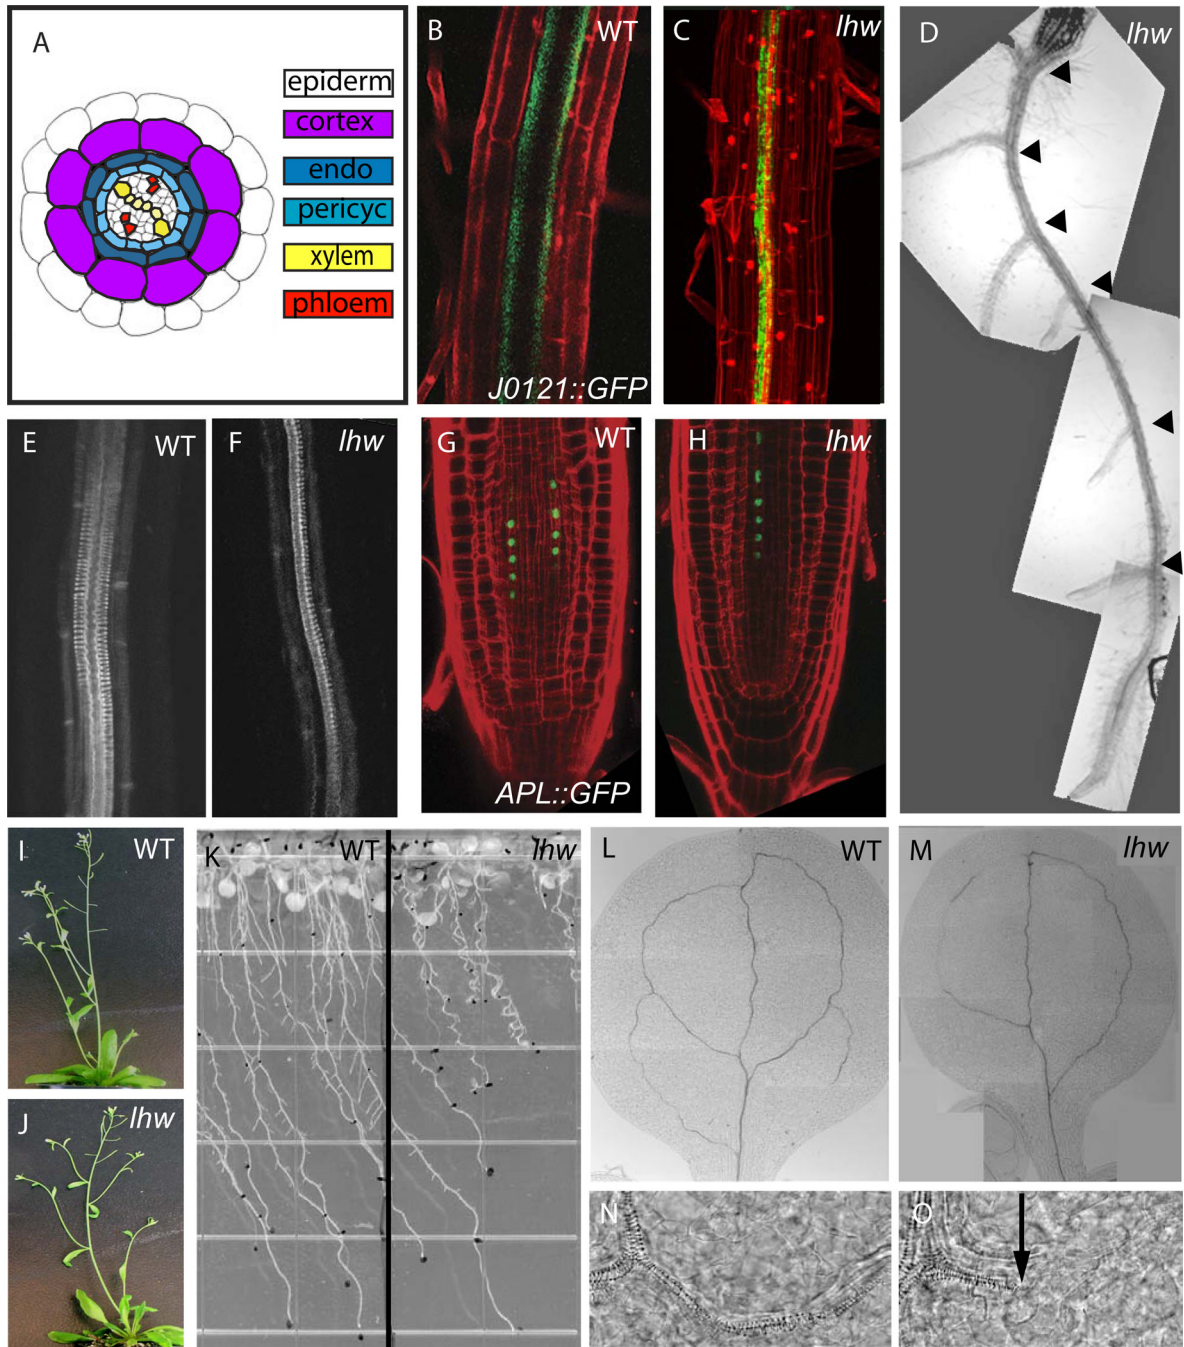 A
epiderm
cortex
endo
pericyc
xylem
phloem
B
WT
J0121::GFP
C
lhw
D
lhw
E
WT
F
lhw
G
WT
APL::GFP
H
lhw
I
WT
J
lhw
K
WT
lhw
L
WT
M
lhw
N
O